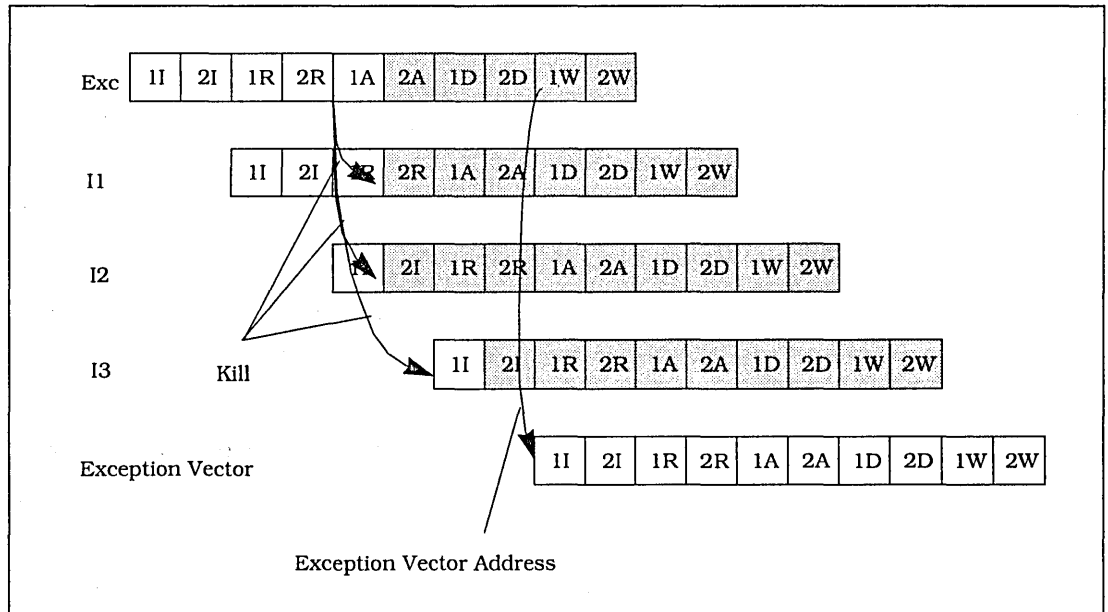 Exc 1I 2I 1R 2R 1A 2A 1D 2D 1W 2W
I1 1I 2I 1R 2R 1A 2A 1D 2D 1W 2W
I2 2I 1R 2R 1A 2A 1D 2D 1W 2W
I3 1I 2I 1R 2R 1A 2A 1D 2D 1W 2W
Kill
Exception Vector 1I 2I 1R 2R 1A 2A 1D 2D 1W 2W
Exception Vector Address